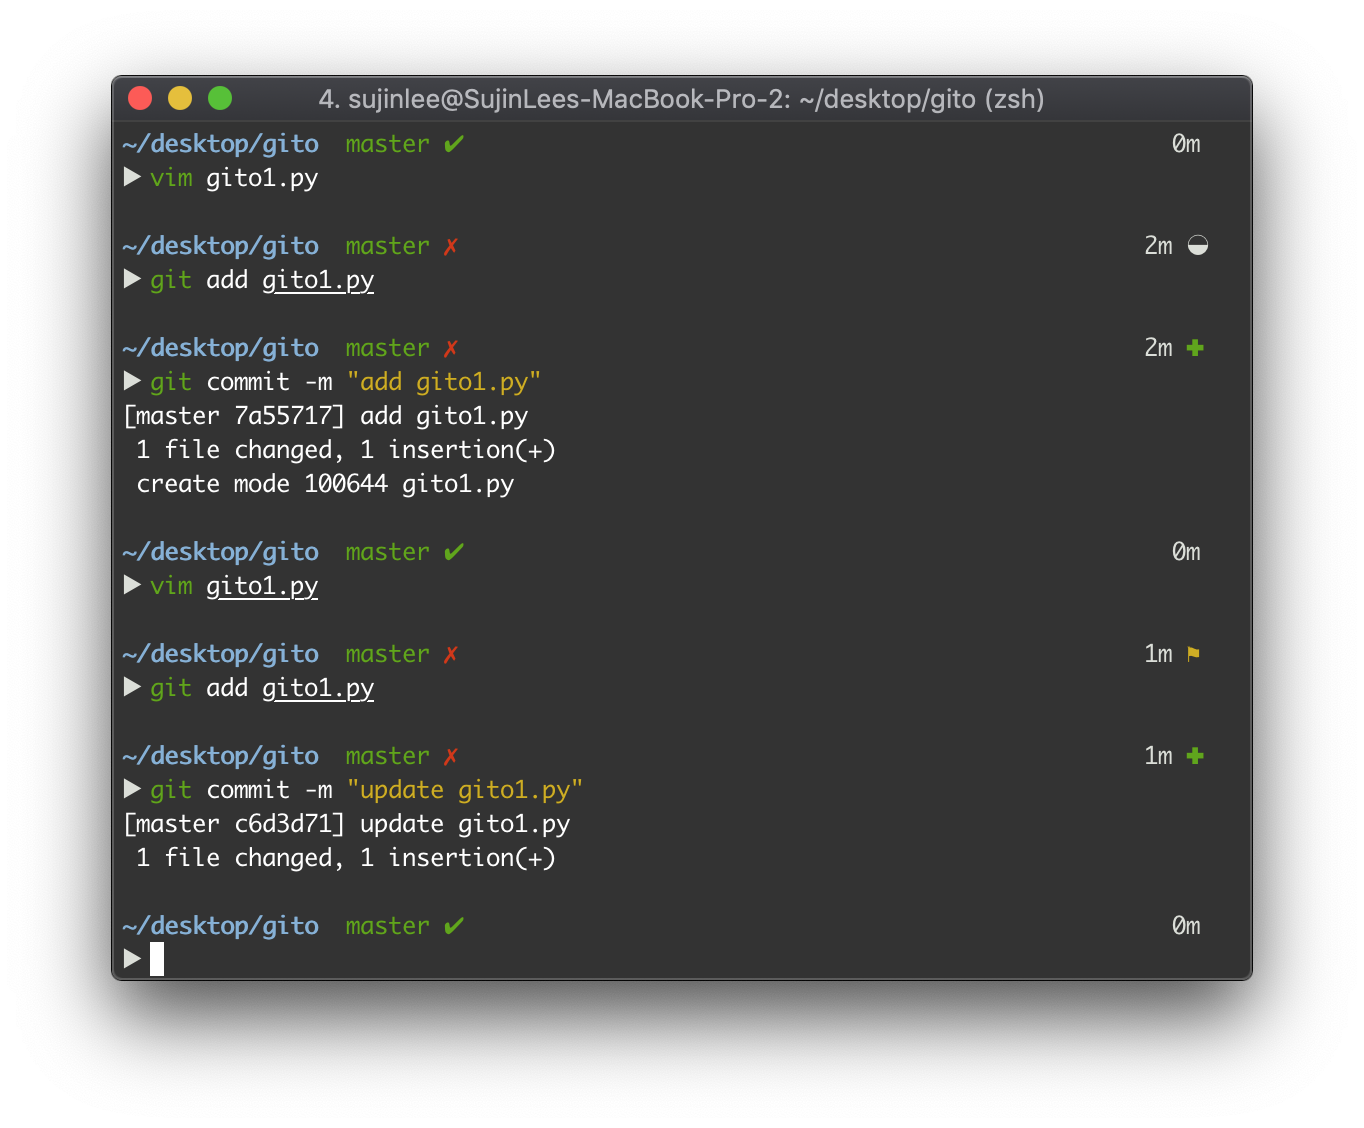 4. sujinlee@SujinLees-MacBook-Pro-2: ~/desktop/gito (zsh)
~/desktop/gito  master ✔ 0m
▶ vim gito1.py
~/desktop/gito  master ✗ 2m ◒
▶ git add gito1.py
~/desktop/gito  master ✗ 2m ✚
▶ git commit -m "add gito1.py"
[master 7a55717] add gito1.py
 1 file changed, 1 insertion(+)
 create mode 100644 gito1.py
~/desktop/gito  master ✔ 0m
▶ vim gito1.py
~/desktop/gito  master ✗ 1m ⚑
▶ git add gito1.py
~/desktop/gito  master ✗ 1m ✚
▶ git commit -m "update gito1.py"
[master c6d3d71] update gito1.py
 1 file changed, 1 insertion(+)
~/desktop/gito  master ✔ 0m
▶